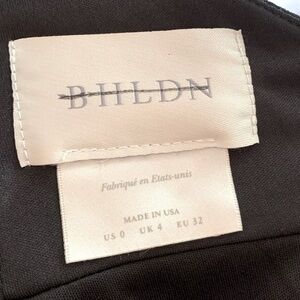 BHLDN
Fabriqué en Etats-unis
MADE IN USA
US 0 UK 4 EU 32